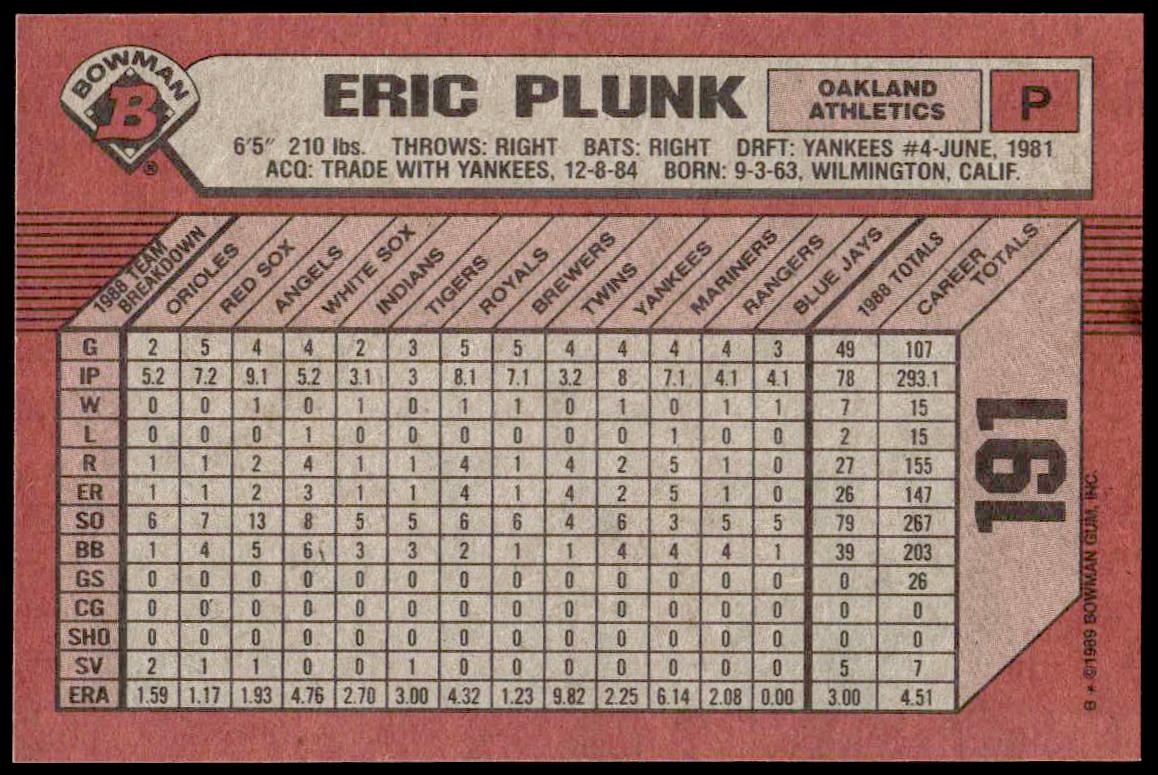 BOWMAN
B
®
ERIC PLUNK
OAKLAND
ATHLETICS
P
6'5" 210 lbs. THROWS: RIGHT BATS: RIGHT DRFT: YANKEES #4-JUNE, 1981
ACQ: TRADE WITH YANKEES, 12-8-84 BORN: 9-3-63, WILMINGTON, CALIF.
1988 TEAM BREAKDOWN ORIOLES RED SOX ANGELS WHITE SOX INDIANS TIGERS ROYALS BREWERS TWINS YANKEES MARINERS RANGERS BLUE JAYS 1988 TOTALS CAREER TOTALS
G 2 5 4 4 2 3 5 5 4 4 4 4 3 49 107
IP 5.2 7.2 9.1 5.2 3.1 3 8.1 7.1 3.2 8 7.1 4.1 4.1 78 293.1
W 0 0 1 0 1 0 1 1 0 1 0 1 1 7 15
L 0 0 0 1 0 0 0 0 0 0 1 0 0 2 15
R 1 1 2 4 1 1 4 1 4 2 5 1 0 27 155
ER 1 1 2 3 1 1 4 1 4 2 5 1 0 26 147
SO 6 7 13 8 5 5 6 6 4 6 3 5 5 79 267
BB 1 4 5 6 3 3 2 1 1 4 4 4 1 39 203
GS 0 0 0 0 0 0 0 0 0 0 0 0 0 0 26
CG 0 0 0 0 0 0 0 0 0 0 0 0 0 0 0
SHO 0 0 0 0 0 0 0 0 0 0 0 0 0 0 0
SV 2 1 1 0 0 1 0 0 0 0 0 0 0 5 7
ERA 1.59 1.17 1.93 4.76 2.70 3.00 4.32 1.23 9.82 2.25 6.14 2.08 0.00 3.00 4.51
191
B * ©1989 BOWMAN GUM, INC.